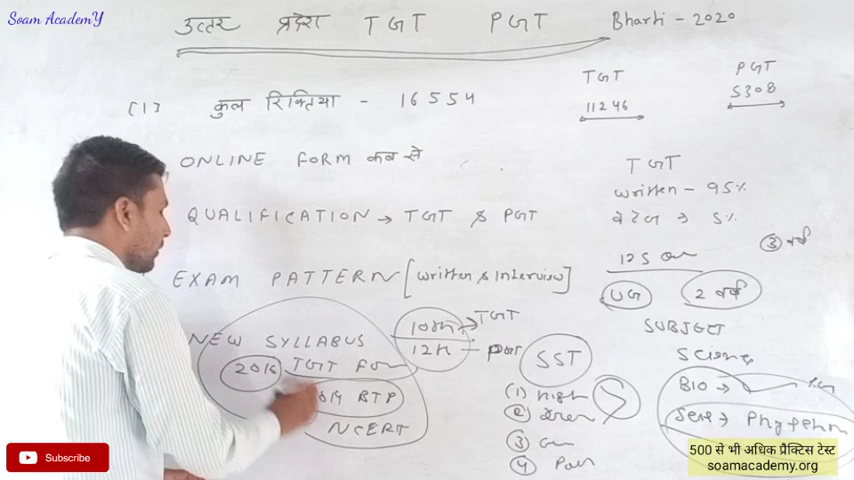 Soam AcademY
उत्तर प्रदेश TGT PGT Bharti - 2020
TGT PGT
11246 5308
(1) कुल रिक्तिया - 16554
ONLINE FORM कब से
QUALIFICATION → TGT & PGT
EXAM PATTERN [Written & Interview]
NEW SYLLABUS
2016 TGT
BTP
NCERT
10th → TGT
12th — PGT
SST
(1)
(2)
(3)
(4)
TGT
Written - 95%
वेटेज → 5%
125
(3) वर्ष
UG 2 वर्ष
SUBJECT
Science
BIO →
Subscribe
500 से भी अधिक प्रैक्टिस टेस्ट
soamacademy.org